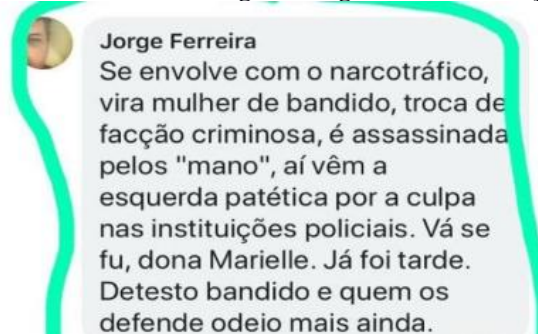 Jorge Ferreira
Se envolve com o narcotráfico,
vira mulher de bandido, troca de
facção criminosa, é assassinada
pelos "mano", aí vêm a
esquerda patética por a culpa
nas instituições policiais. Vá se
fu, dona Marielle. Já foi tarde.
Detesto bandido e quem os
defende odeio mais ainda.